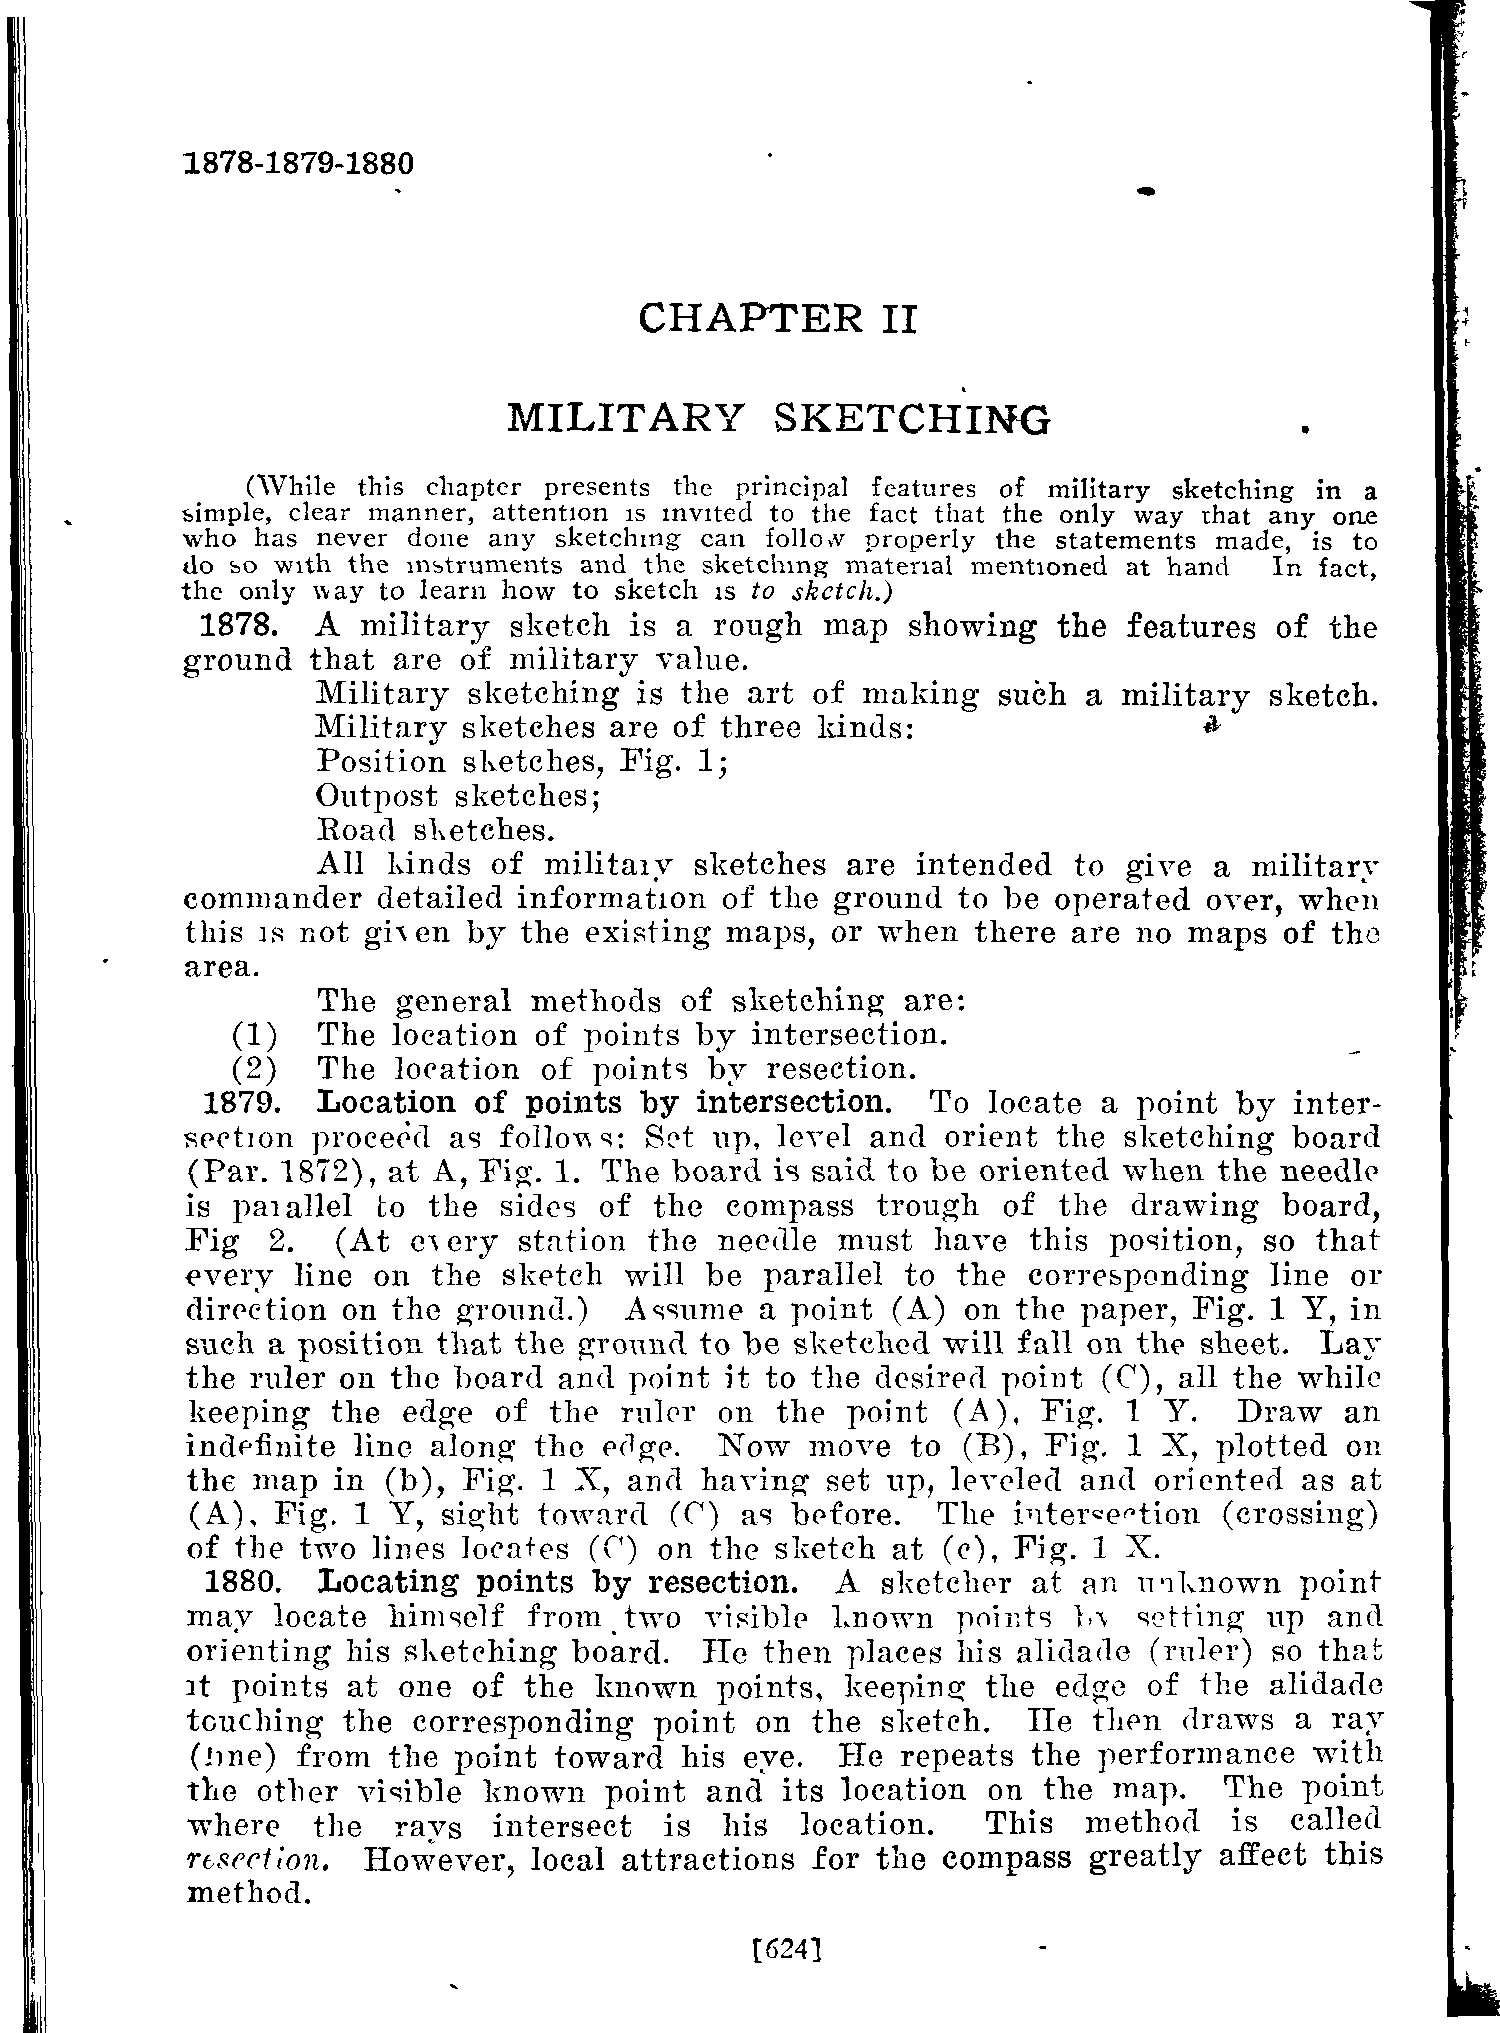 1878-1879-1880
CHAPTER II
MILITARY SKETCHING
(While this chapter presents the principal features of military sketching in a
simple, clear manner, attention is invited to the fact that the only way that any one
who has never done any sketching can follow properly the statements made, is to
do so with the instruments and the sketching material mentioned at hand In fact,
the only way to learn how to sketch is to sketch.)
1878. A military sketch is a rough map showing the features of the
ground that are of military value.
Military sketching is the art of making such a military sketch.
Military sketches are of three kinds:
Position sketches, Fig. 1;
Outpost sketches;
Road sketches.
All kinds of military sketches are intended to give a military
commander detailed information of the ground to be operated over, when
this is not given by the existing maps, or when there are no maps of the
area.
The general methods of sketching are:
(1) The location of points by intersection.
(2) The location of points by resection.
1879. Location of points by intersection. To locate a point by inter-
section proceed as follows: Set up, level and orient the sketching board
(Par. 1872), at A, Fig. 1. The board is said to be oriented when the needle
is parallel to the sides of the compass trough of the drawing board,
Fig 2. (At every station the needle must have this position, so that
every line on the sketch will be parallel to the corresponding line or
direction on the ground.) Assume a point (A) on the paper, Fig. 1 Y, in
such a position that the ground to be sketched will fall on the sheet. Lay
the ruler on the board and point it to the desired point (C), all the while
keeping the edge of the ruler on the point (A), Fig. 1 Y. Draw an
indefinite line along the edge. Now move to (B), Fig. 1 X, plotted on
the map in (b), Fig. 1 X, and having set up, leveled and oriented as at
(A), Fig. 1 Y, sight toward (C) as before. The intersection (crossing)
of the two lines locates (C) on the sketch at (c), Fig. 1 X.
1880. Locating points by resection. A sketcher at an unknown point
may locate himself from two visible known points by setting up and
orienting his sketching board. He then places his alidade (ruler) so that
it points at one of the known points, keeping the edge of the alidade
touching the corresponding point on the sketch. He then draws a ray
(line) from the point toward his eye. He repeats the performance with
the other visible known point and its location on the map. The point
where the rays intersect is his location. This method is called
resection. However, local attractions for the compass greatly affect this
method.
[624]